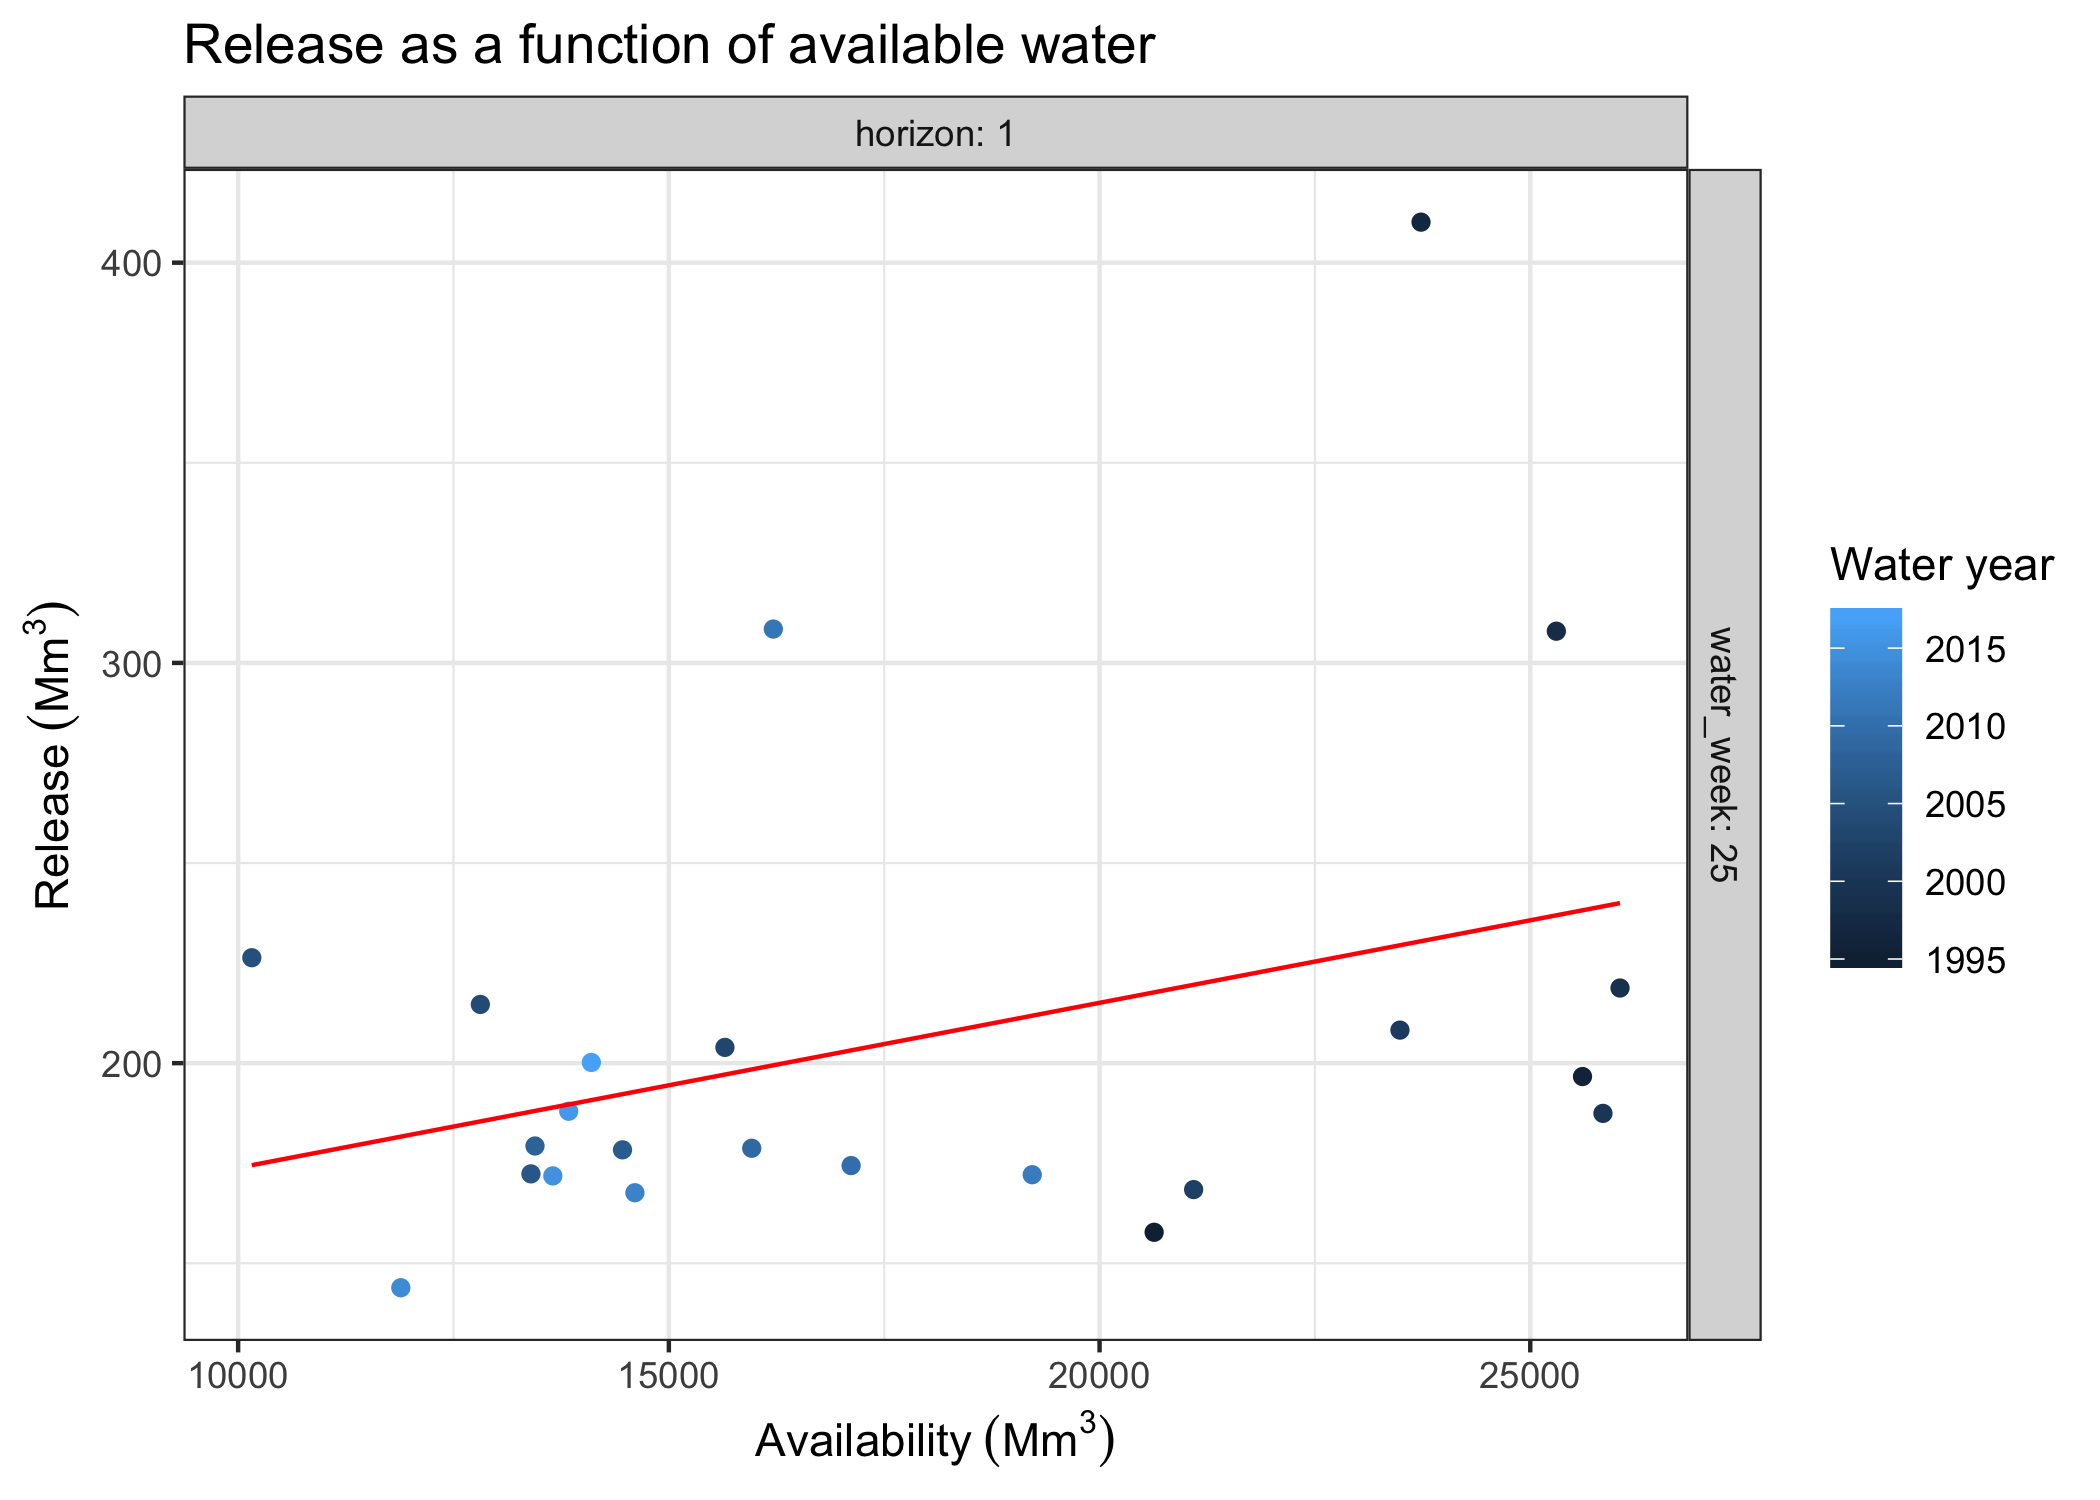 Release as a function of available water
horizon: 1
400
300
200
Release (Mm³)
water_week: 25
10000 15000 20000 25000
Availability (Mm³)
Water year
2015
2010
2005
2000
1995